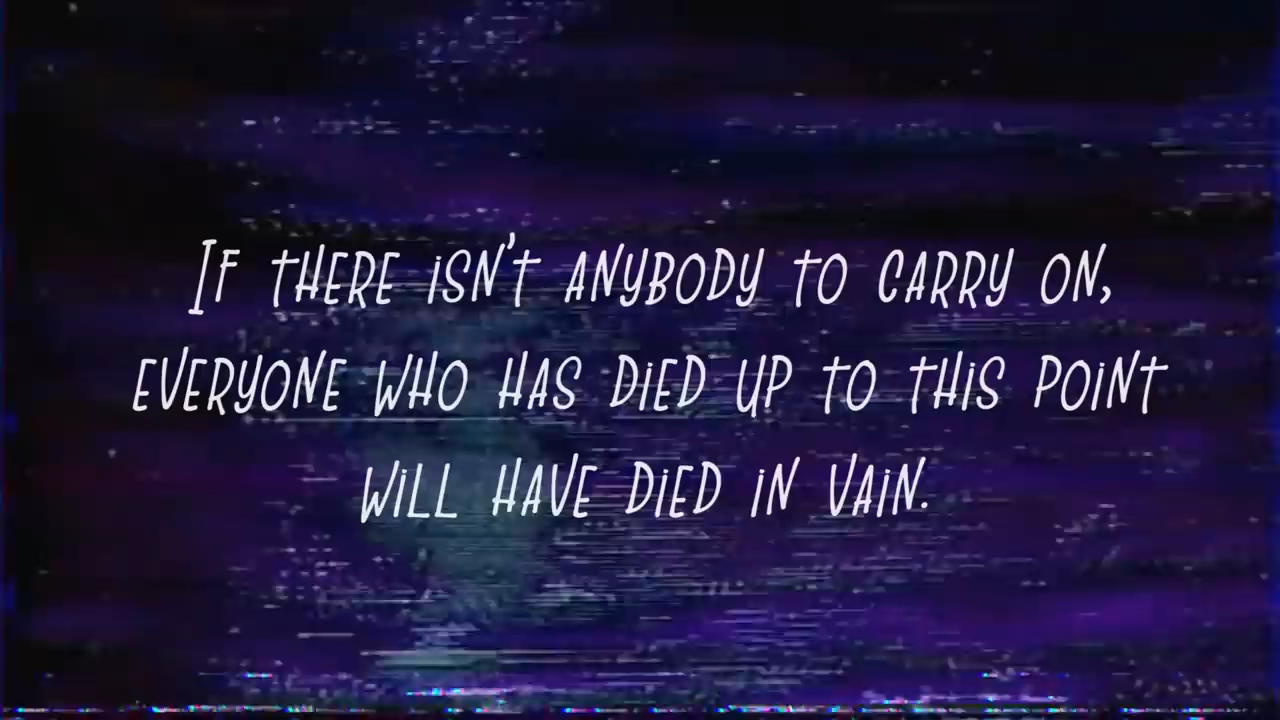 If there isn't anybody to carry on,
everyone who has died up to this point
will have died in vain.